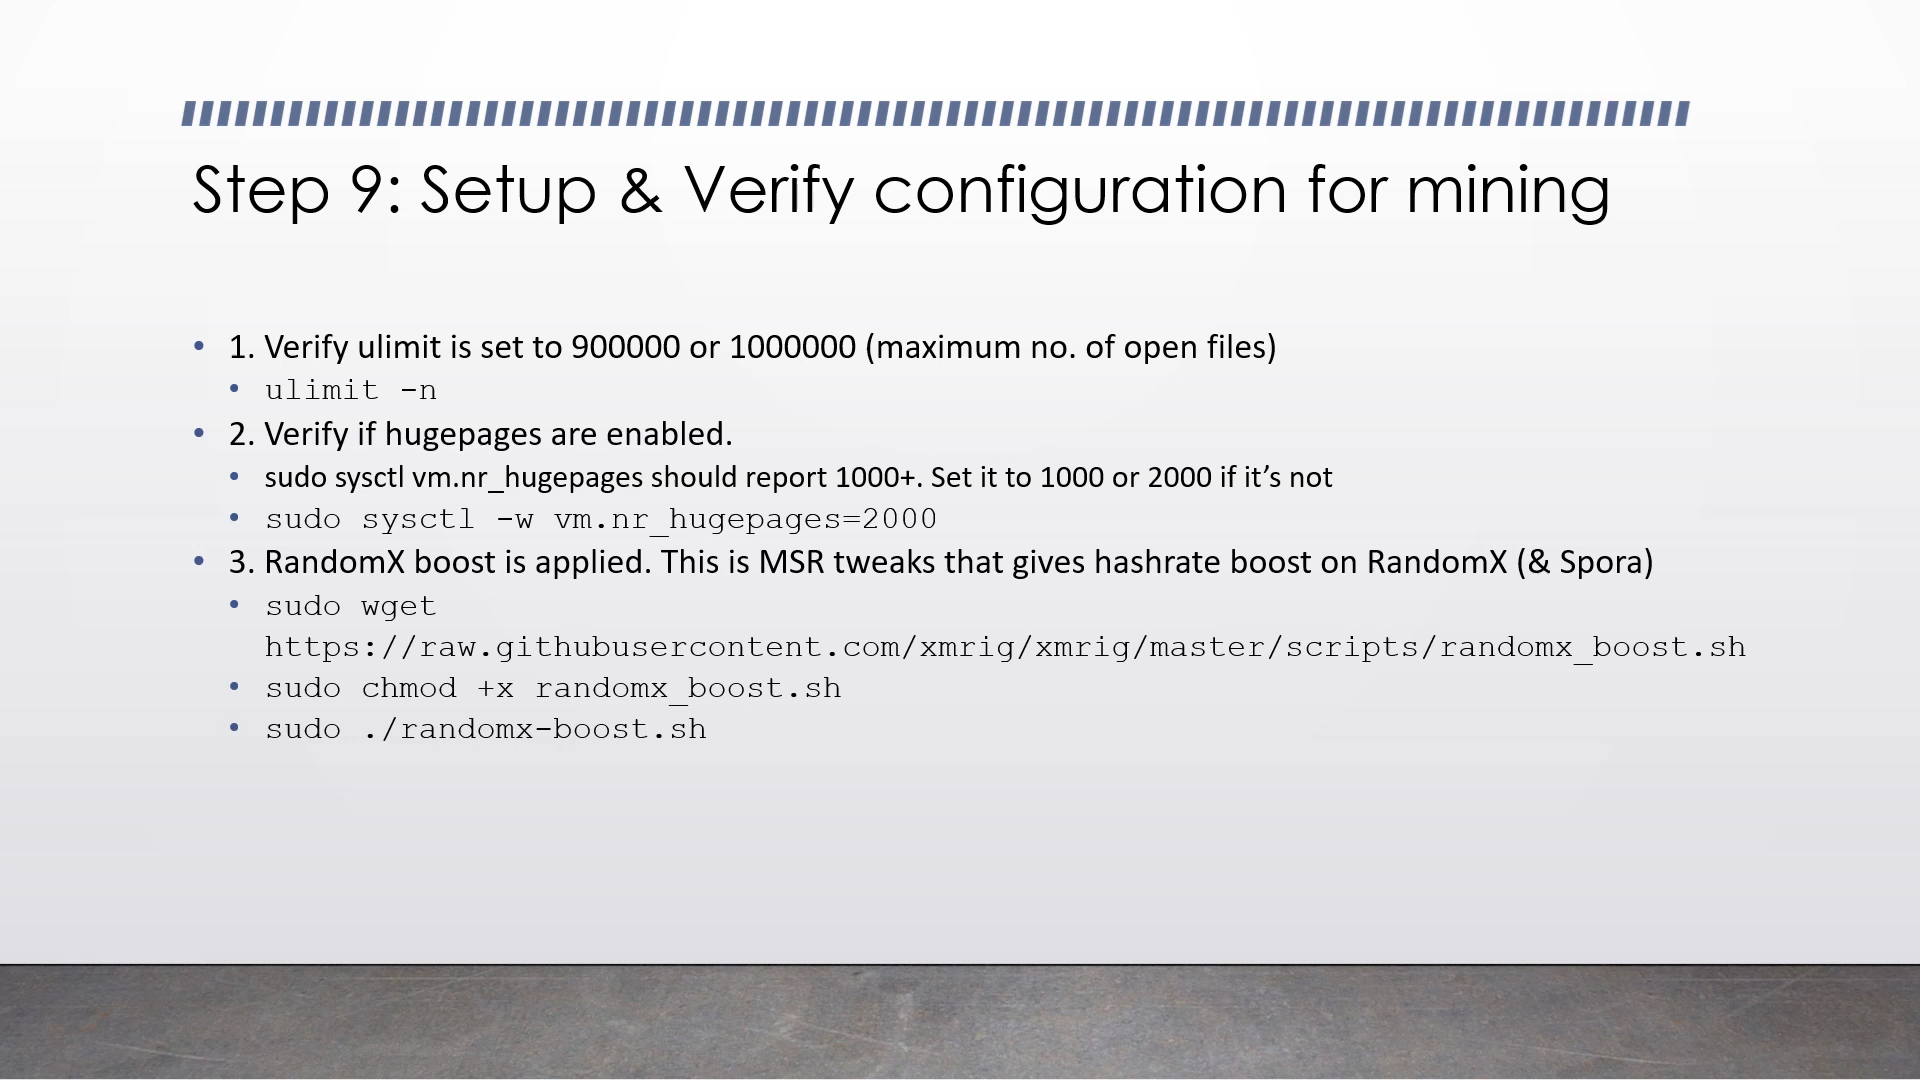 Step 9: Setup & Verify configuration for mining
• 1. Verify ulimit is set to 900000 or 1000000 (maximum no. of open files)
• ulimit -n
• 2. Verify if hugepages are enabled.
• sudo sysctl vm.nr_hugepages should report 1000+. Set it to 1000 or 2000 if it’s not
• sudo sysctl -w vm.nr_hugepages=2000
• 3. RandomX boost is applied. This is MSR tweaks that gives hashrate boost on RandomX (& Spora)
• sudo wget
https://raw.githubusercontent.com/xmrig/xmrig/master/scripts/randomx_boost.sh
• sudo chmod +x randomx_boost.sh
• sudo ./randomx-boost.sh